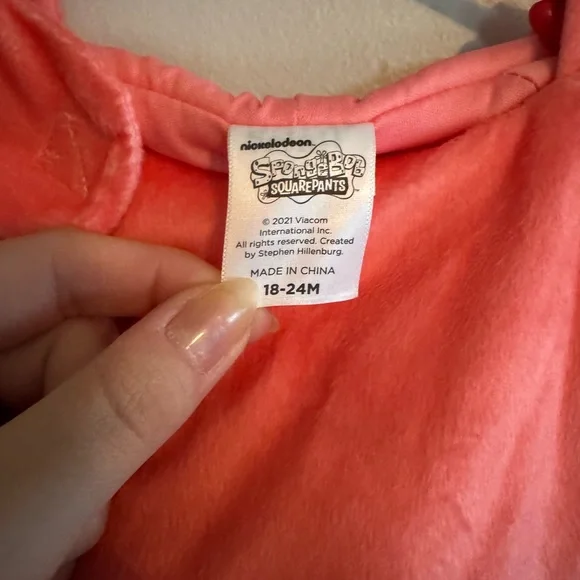 nickelodeon
SpongeBob
SQUAREPANTS
© 2021 Viacom
International Inc.
All rights reserved. Created
by Stephen Hillenburg.
MADE IN CHINA
18-24M